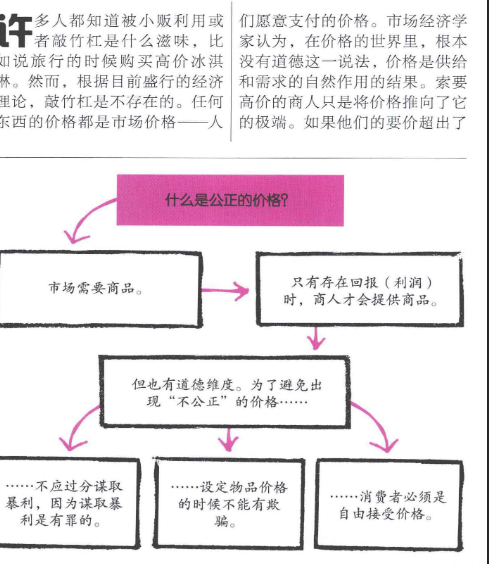 许多人都知道被小贩利用或
者敲竹杠是什么滋味，比
如说旅行的时候购买高价冰淇
淋。然而，根据目前盛行的经济
理论，敲竹杠是不存在的。任何
东西的价格都是市场价格——人
们愿意支付的价格。市场经济学
家认为，在价格的世界里，根本
没有道德这一说法，价格是供给
和需求的自然作用的结果。索要
高价的商人只是将价格推向了它
的极端。如果他们的要价超出了
什么是公正的价格？
市场需要商品。
只有存在回报（利润）
时，商人才会提供商品。
但也有道德维度。为了避免出
现“不公正”的价格……
……不应过分谋取
暴利，因为谋取暴
利是有罪的。
……设定物品价格
的时候不能有欺
骗。
……消费者必须是
自由接受价格。